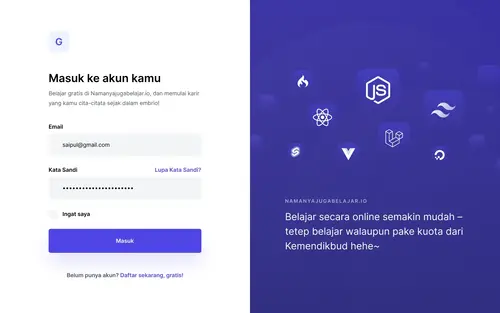 G
Masuk ke akun kamu
Belajar gratis di Namanyajugabelajar.io, dan memulai karir
yang kamu cita-citata sejak dalam embrio!
Email
saipul@gmail.com
Kata Sandi
Lupa Kata Sandi?
Ingat saya
Masuk
Belum punya akun? Daftar sekarang, gratis!
JS
NAMANYAJUGABELAJAR.IO
Belajar secara online semakin mudah –
tetep belajar walaupun pake kuota dari
Kemendikbud hehe~